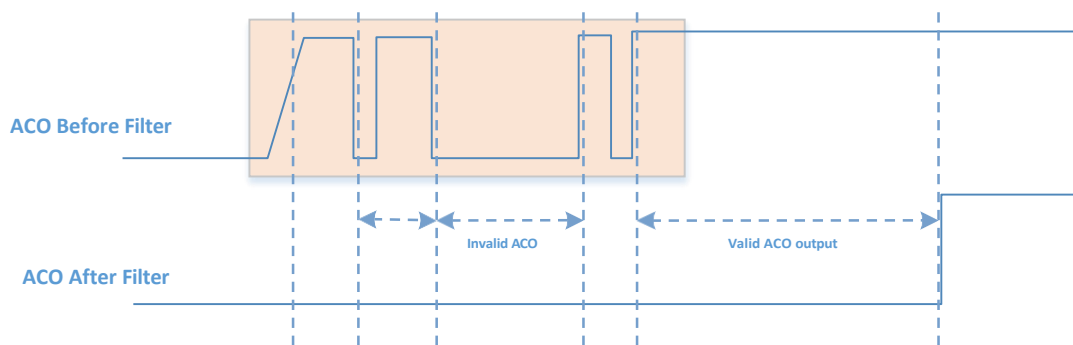 ACO Before Filter
Invalid ACO
Valid ACO output
ACO After Filter